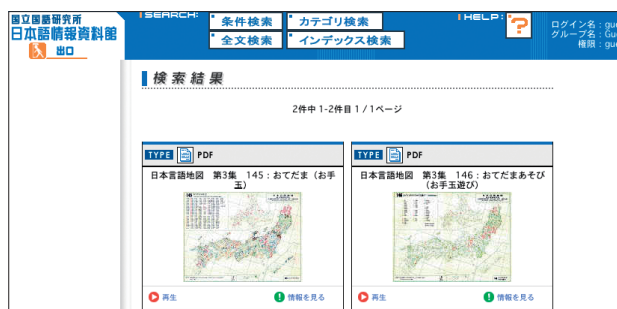 国立国語研究所
日本語情報資料館
出口
SEARCH:
条件検索
カテゴリ検索
全文検索
インデックス検索
HELP:
?
ログイン名：gue
グループ名：Gue
権限：gue
検索結果
2件中 1-2件目 1 / 1ページ
TYPE PDF
日本言語地図　第3集　145：おてだま（お手
玉）
再生
! 情報を見る
TYPE PDF
日本言語地図　第3集　146：おてだまあそび
（お手玉遊び）
再生
! 情報を見る